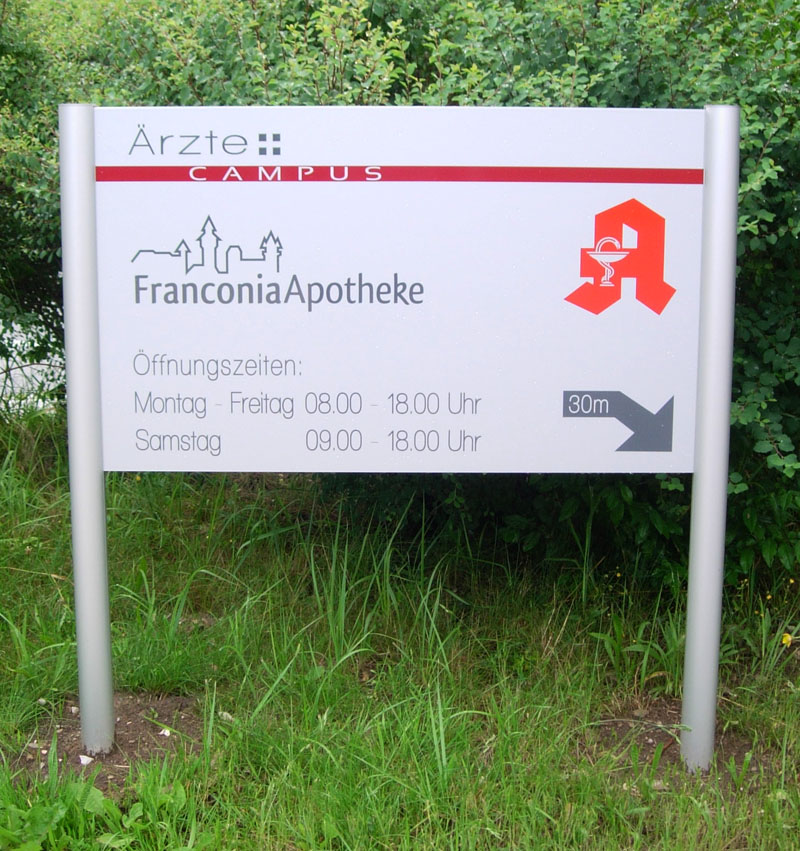 Ärzte
CAMPUS
FranconiaApotheke
Öffnungszeiten:
Montag - Freitag 08.00 - 18.00 Uhr
Samstag 09.00 - 18.00 Uhr
30m